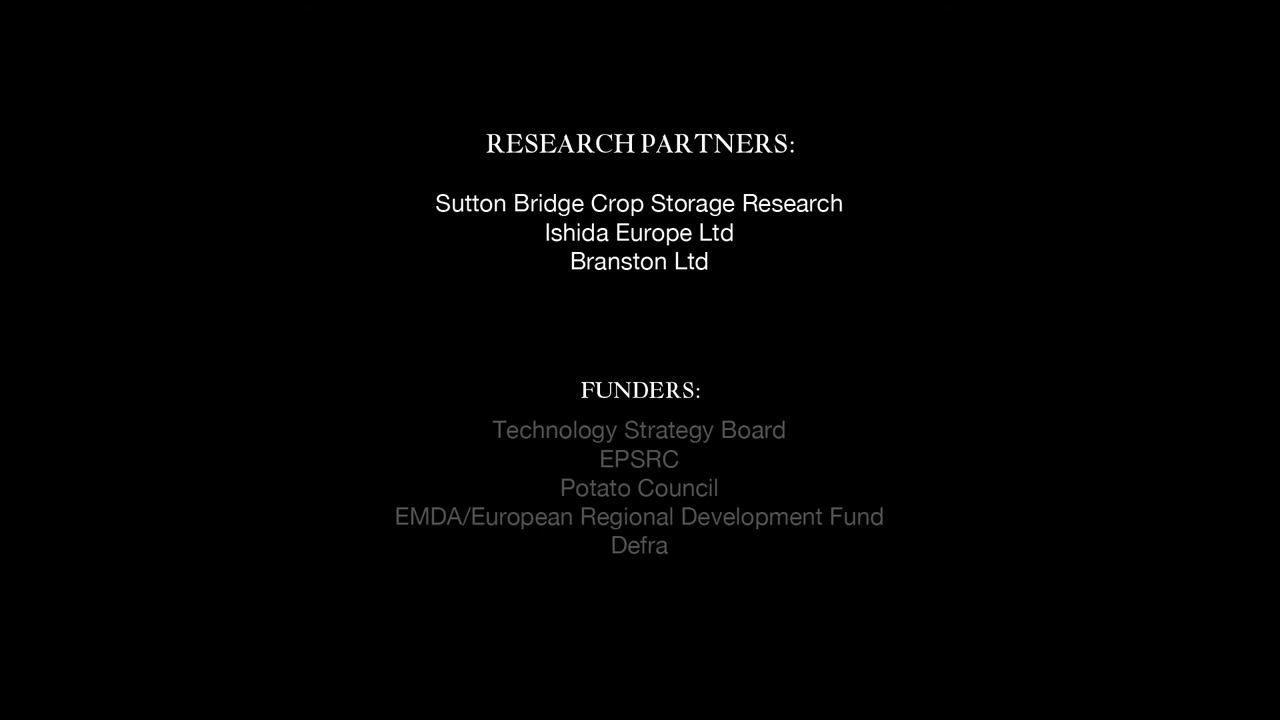 RESEARCH PARTNERS:
Sutton Bridge Crop Storage Research
Ishida Europe Ltd
Branston Ltd
FUNDERS:
Technology Strategy Board
EPSRC
Potato Council
EMDA/European Regional Development Fund
Defra